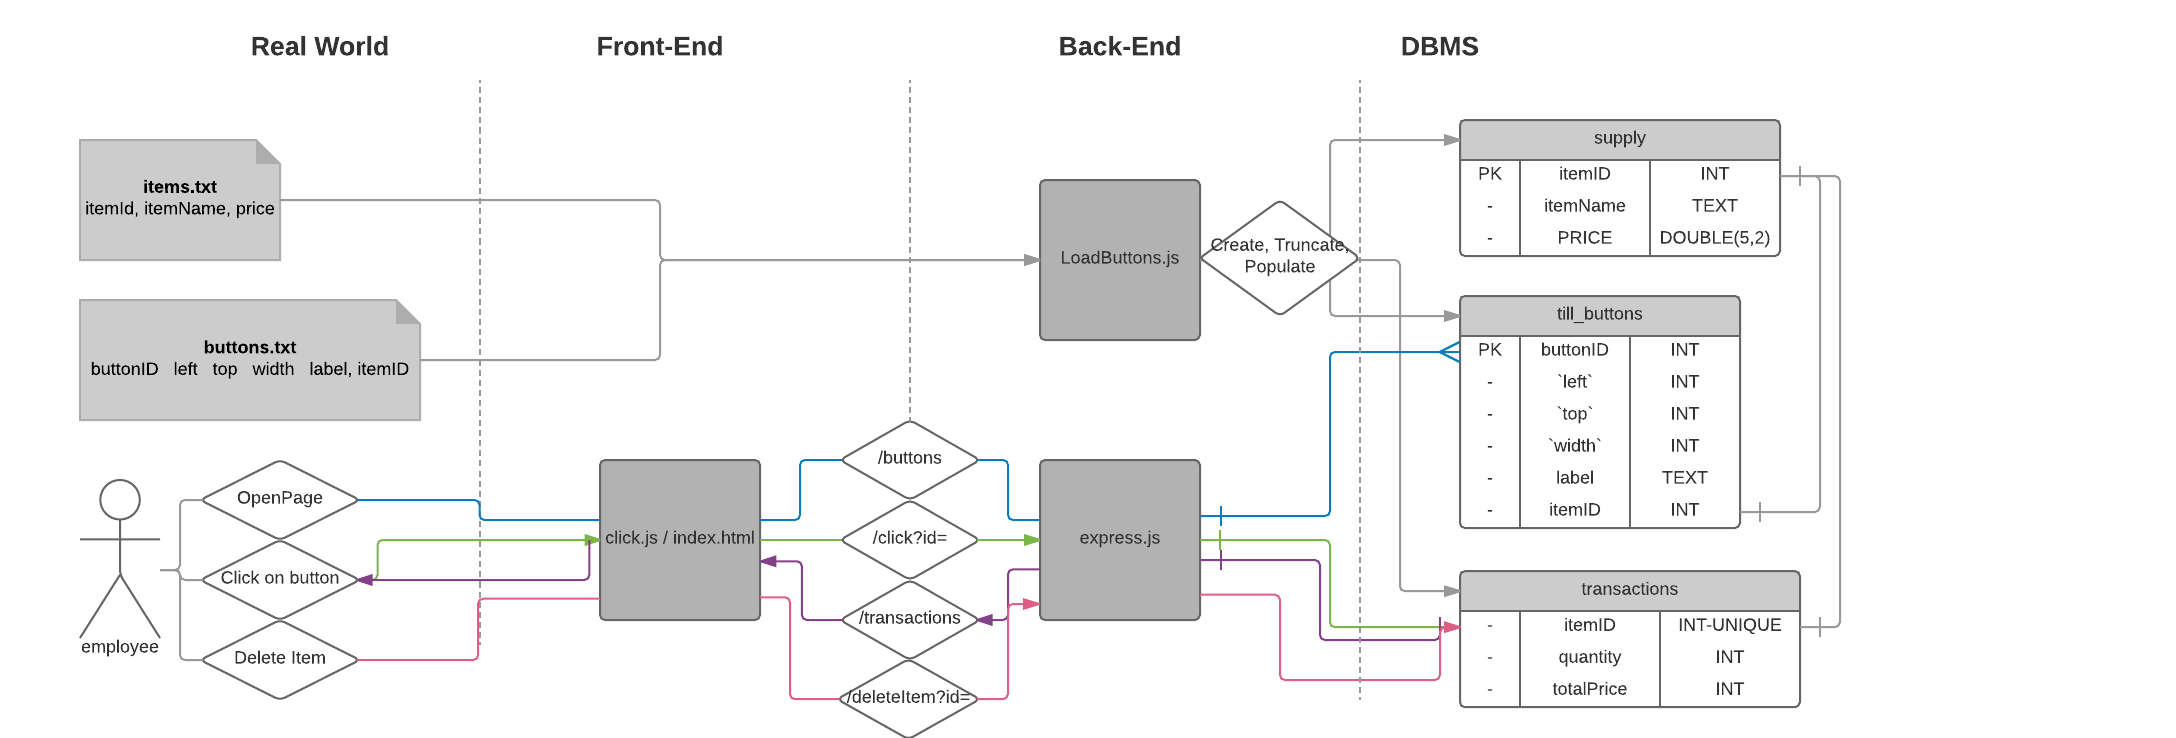 Real World
Front-End
Back-End
DBMS
items.txt
itemId, itemName, price
buttons.txt
buttonID left top width label, itemID
employee
OpenPage
Click on button
Delete Item
click.js / index.html
/buttons
/click?id=
/transactions
/deleteItem?id=
LoadButtons.js
Create, Truncate,
Populate
express.js
supply
PK itemID INT
- itemName TEXT
- PRICE DOUBLE(5,2)
till_buttons
PK buttonID INT
- `left` INT
- `top` INT
- `width` INT
- label TEXT
- itemID INT
transactions
- itemID INT-UNIQUE
- quantity INT
- totalPrice INT